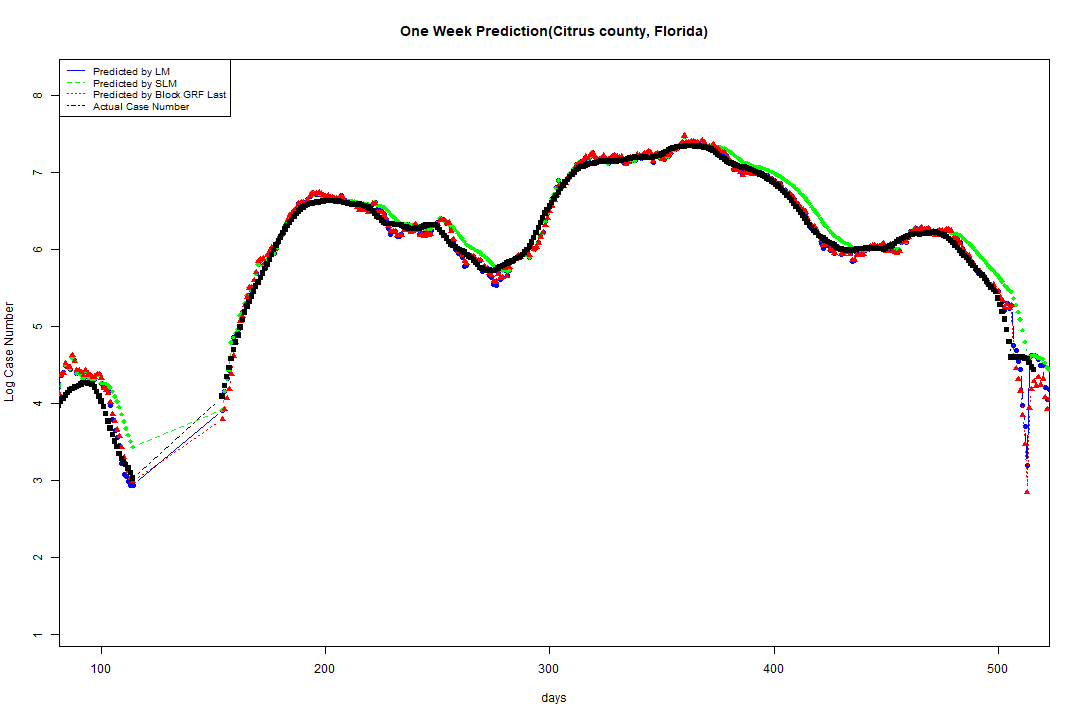 One Week Prediction(Citrus county, Florida)
Predicted by LM
Predicted by SLM
Predicted by Block GRF Last
Actual Case Number
8
7
6
5
4
3
2
1
Log Case Number
100 200 300 400 500
days